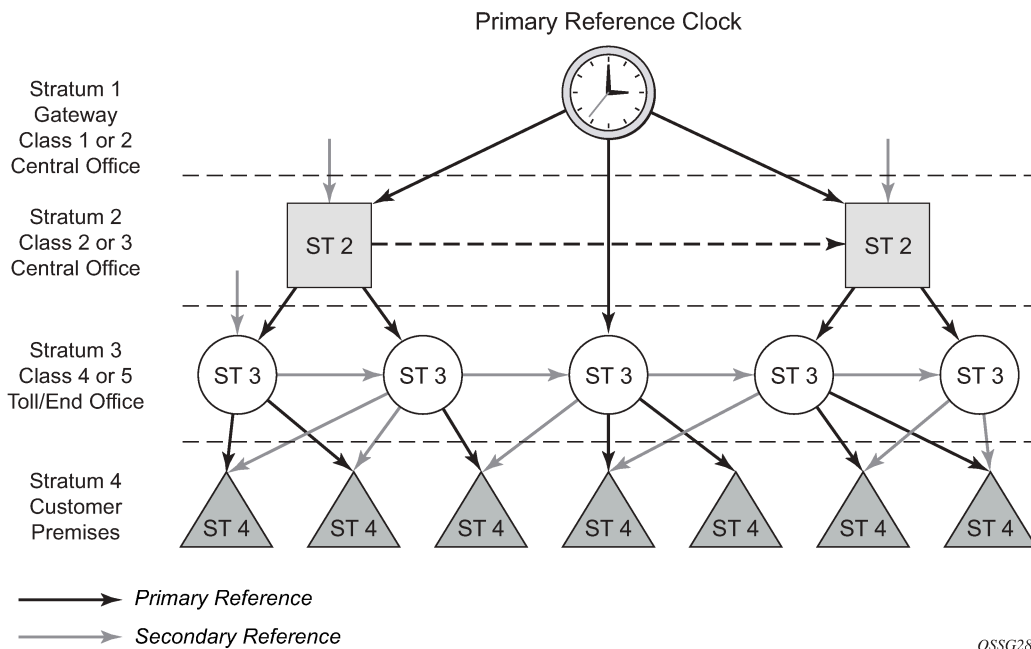 Primary Reference Clock
Stratum 1
Gateway
Class 1 or 2
Central Office
Stratum 2
Class 2 or 3
Central Office
ST 2
ST 2
Stratum 3
Class 4 or 5
Toll/End Office
ST 3
ST 3
ST 3
ST 3
ST 3
Stratum 4
Customer
Premises
ST 4
ST 4
ST 4
ST 4
ST 4
ST 4
ST 4
Primary Reference
Secondary Reference
OSSG28